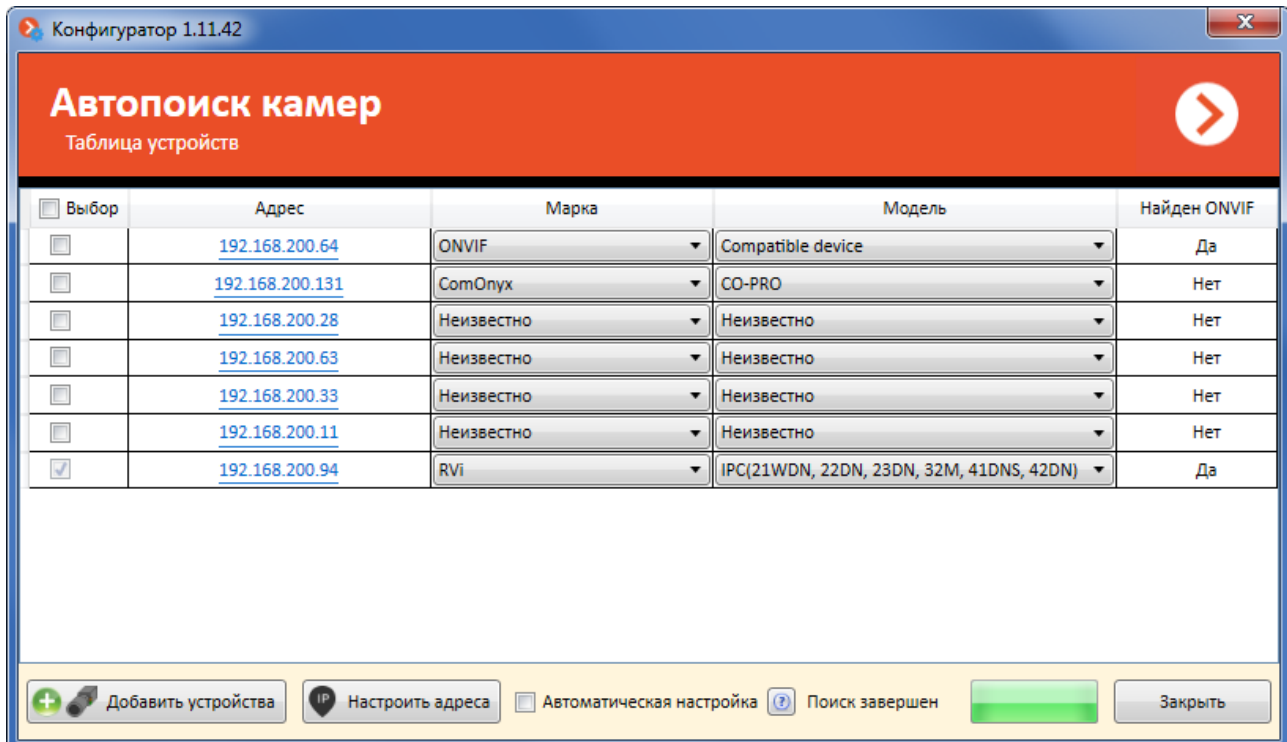 Конфигуратор 1.11.42
x
Автопоиск камер
Таблица устройств
Выбор Адрес Марка Модель Найден ONVIF
192.168.200.64 ONVIF Compatible device Да
192.168.200.131 ComOnyx CO-PRO Нет
192.168.200.28 Неизвестно Неизвестно Нет
192.168.200.63 Неизвестно Неизвестно Нет
192.168.200.33 Неизвестно Неизвестно Нет
192.168.200.11 Неизвестно Неизвестно Нет
192.168.200.94 RVi IPC(21WDN, 22DN, 23DN, 32M, 41DNS, 42DN) Да
Добавить устройства IP Настроить адреса Автоматическая настройка ? Поиск завершен Закрыть